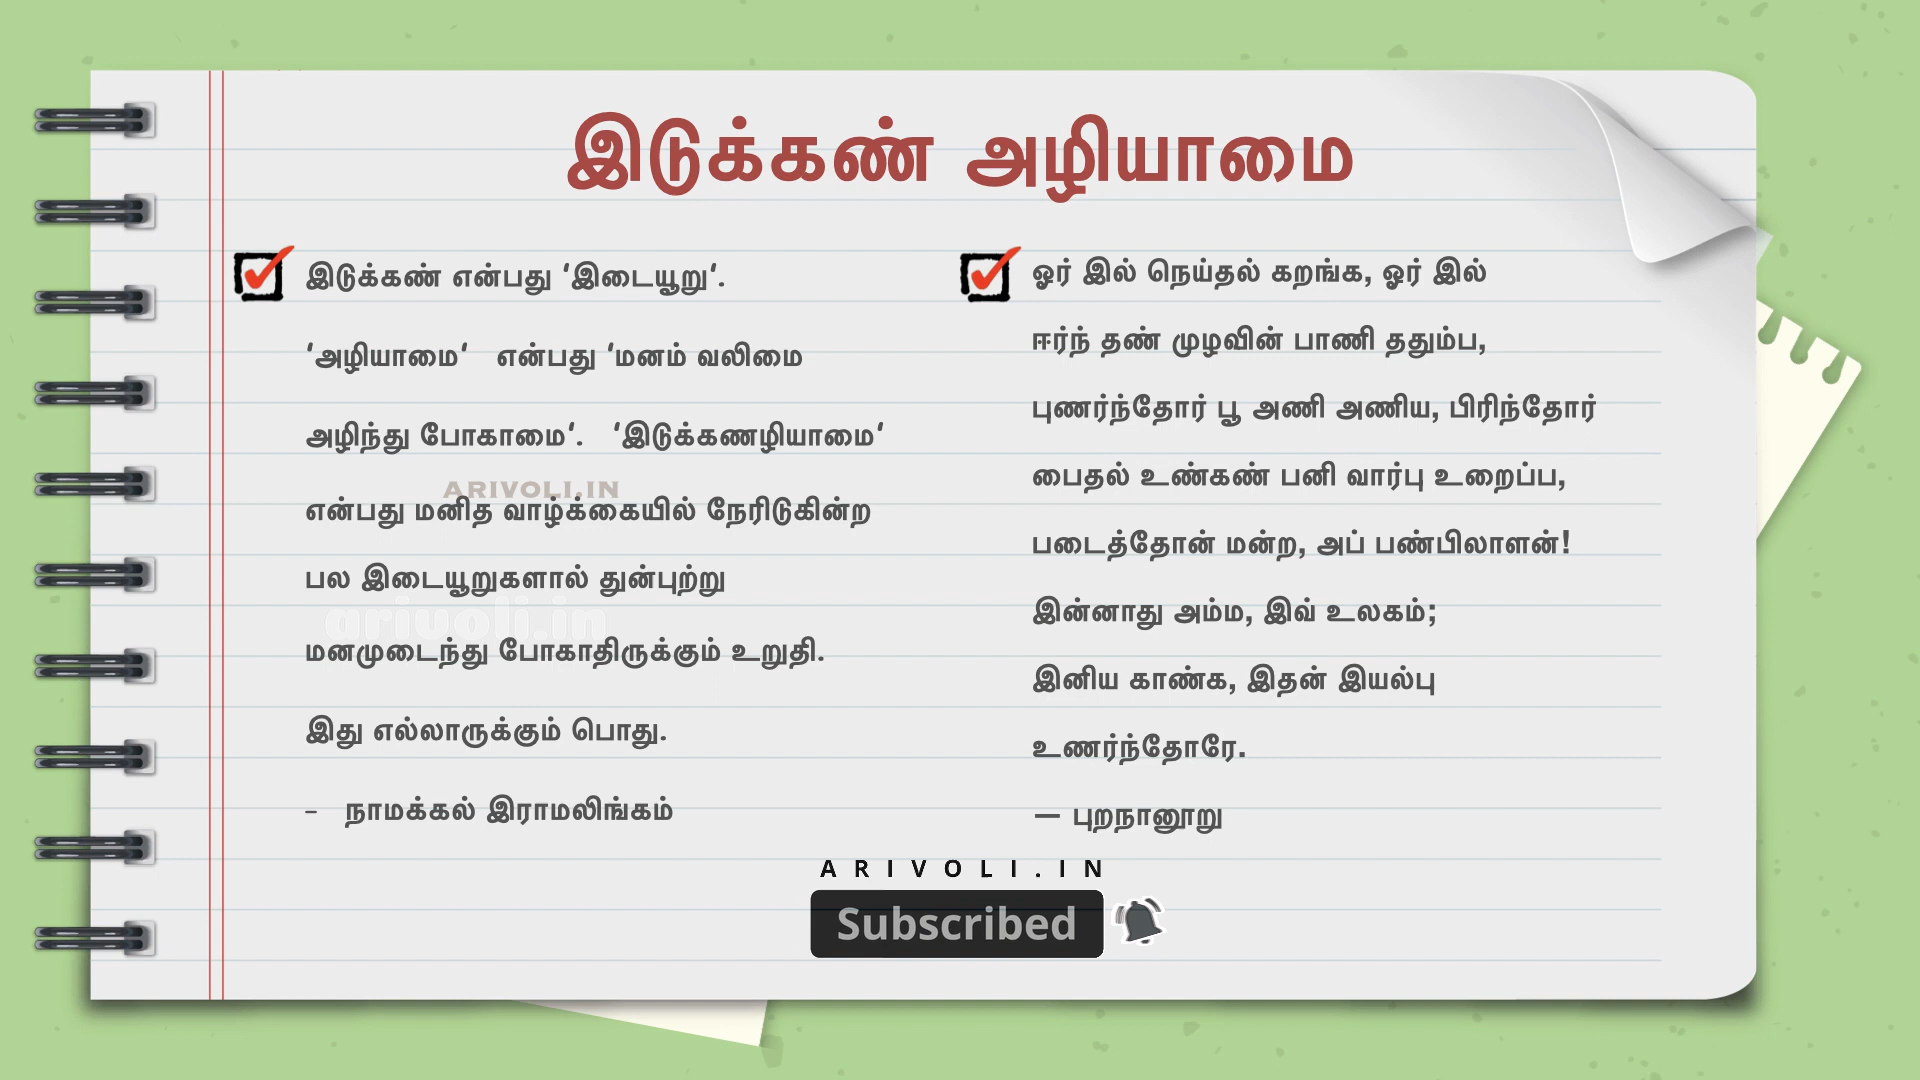 இடுக்கண் அழியாமை
இடுக்கண் என்பது ‘இடையூறு‘.
‘அழியாமை‘ என்பது ‘மனம் வலிமை
அழிந்து போகாமை‘. ‘இடுக்கணழியாமை‘
ARIVOLI.IN
என்பது மனித வாழ்க்கையில் நேரிடுகின்ற
பல இடையூறுகளால் துன்புற்று
arivoli.in
மனமுடைந்து போகாதிருக்கும் உறுதி.
இது எல்லாருக்கும் பொது.
- நாமக்கல் இராமலிங்கம்
ஓர் இல் நெய்தல் கறங்க, ஓர் இல்
ஈர்ந் தண் முழவின் பாணி ததும்ப,
புணர்ந்தோர் பூ அணி அணிய, பிரிந்தோர்
பைதல் உண்கண் பனி வார்பு உறைப்ப,
படைத்தோன் மன்ற, அப் பண்பிலாளன்!
இன்னாது அம்ம, இவ் உலகம்;
இனிய காண்க, இதன் இயல்பு
உணர்ந்தோரே.
— புறநானூறு
ARIVOLI.IN
Subscribed